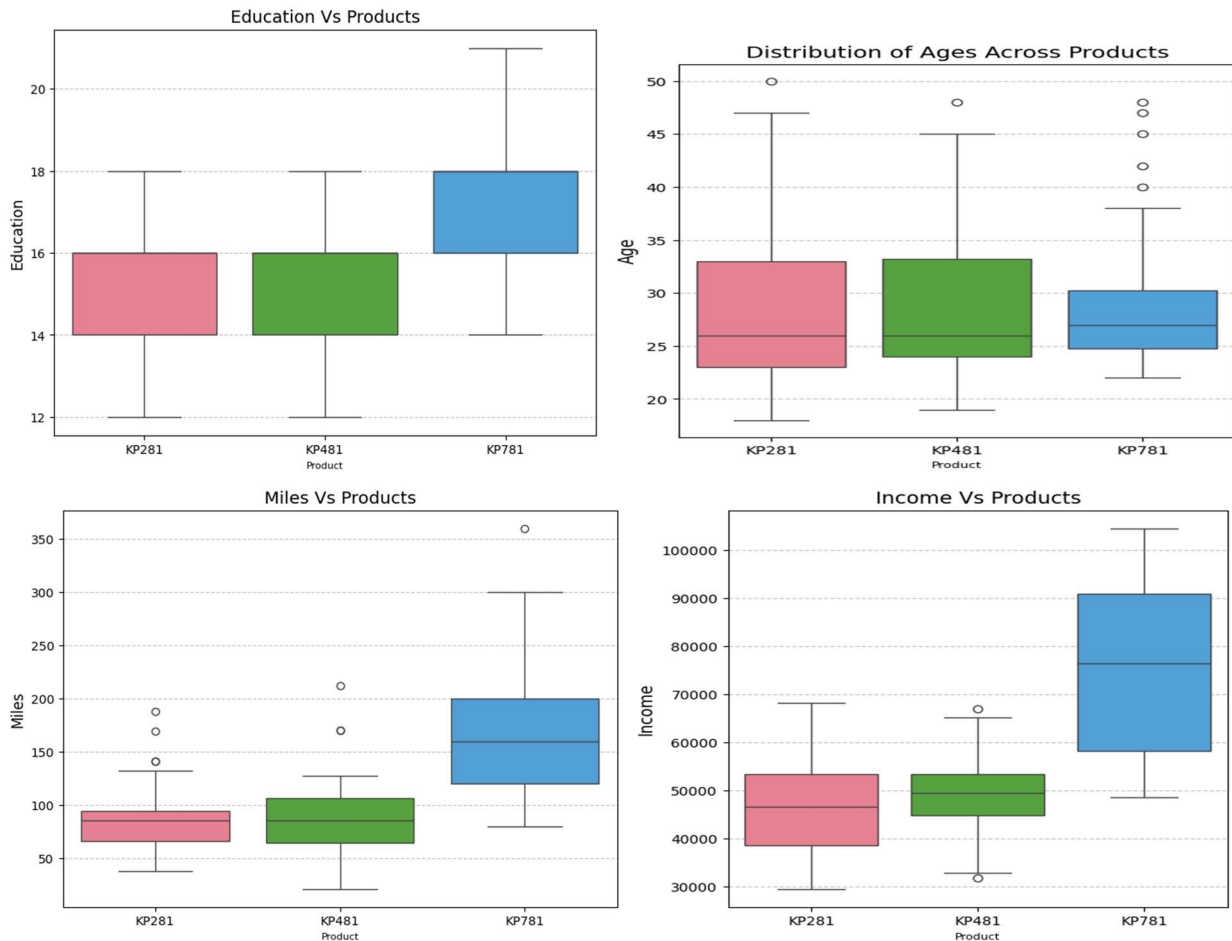 Education Vs Products
Education
20
18
16
14
12
KP281 KP481 KP781
Product
Distribution of Ages Across Products
Age
50
45
40
35
30
25
20
KP281 KP481 KP781
Product
Miles Vs Products
Miles
350
300
250
200
150
100
50
KP281 KP481 KP781
Product
Income Vs Products
Income
100000
90000
80000
70000
60000
50000
40000
30000
KP281 KP481 KP781
Product